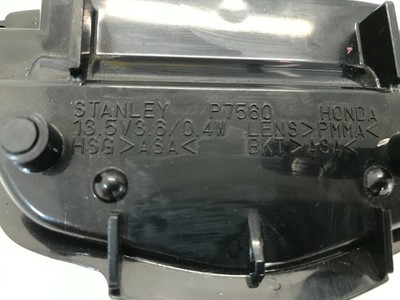 STANLEY P7560 HONDA
13.5V3.6/0.4W LENS>PMMA<
HSG>ASA< BKT>ASA<